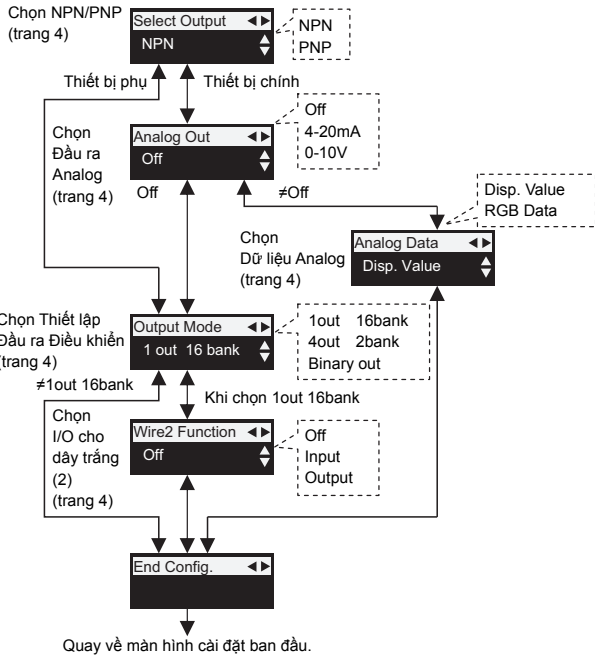 Chọn NPN/PNP
(trang 4)
Select Output
NPN
NPN
PNP
Thiết bị phụ
Thiết bị chính
Chọn
Đầu ra
Analog
(trang 4)
Analog Out
Off
Off
4-20mA
0-10V
Off
≠Off
Disp. Value
RGB Data
Chọn
Dữ liệu Analog
(trang 4)
Analog Data
Disp. Value
Chọn Thiết lập
Đầu ra Điều khiển
(trang 4)
Output Mode
1 out 16 bank
1out 16bank
4out 2bank
Binary out
≠1out 16bank
Khi chọn 1out 16bank
Chọn
I/O cho
dây trắng
(2)
(trang 4)
Wire2 Function
Off
Off
Input
Output
End Config.
Quay về màn hình cài đặt ban đầu.